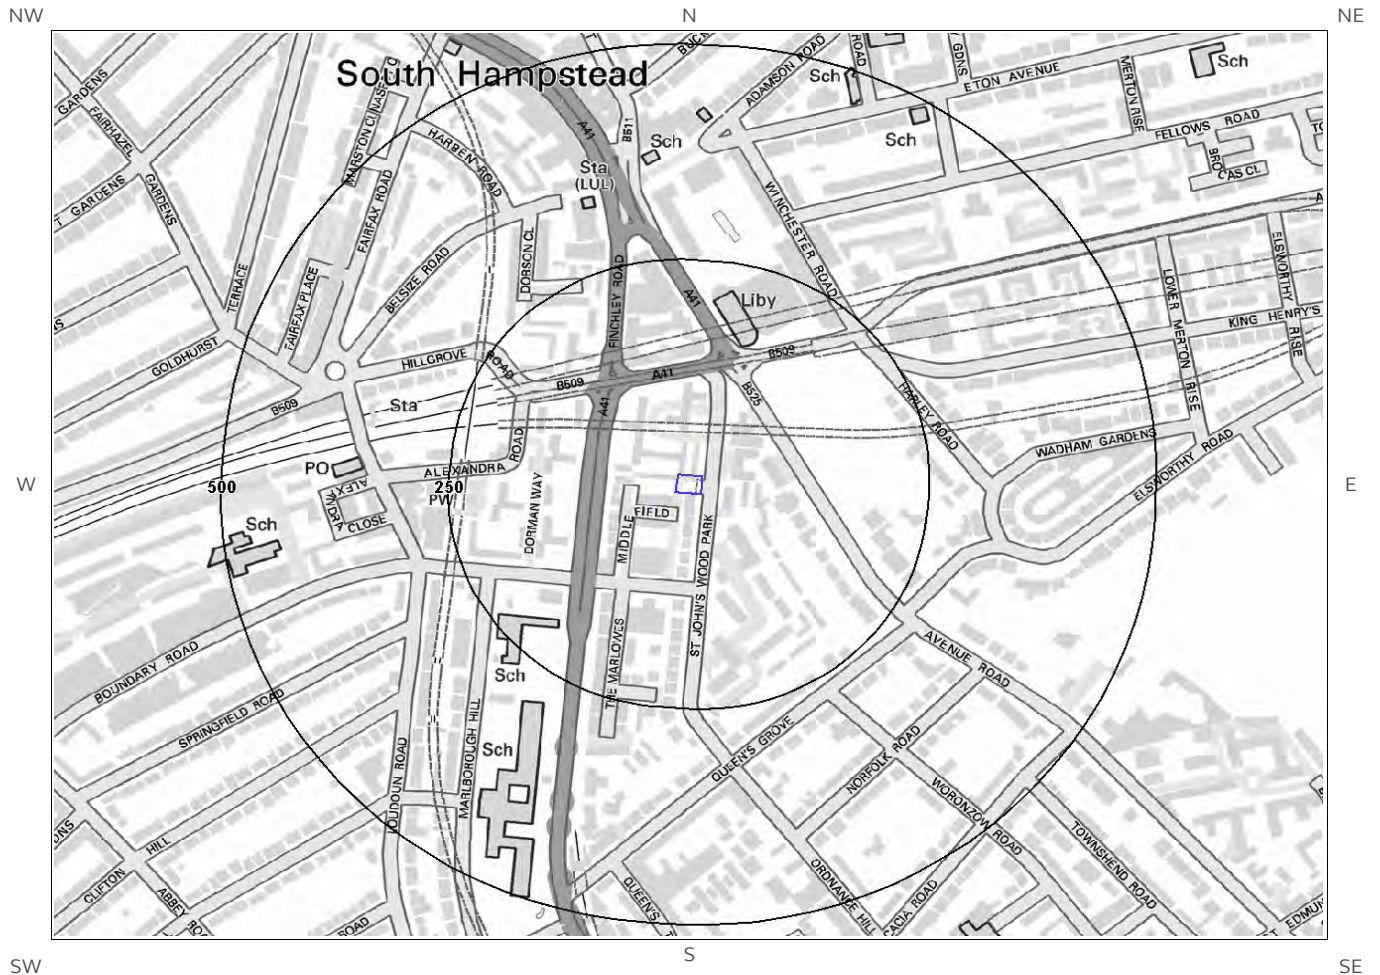 NW
N
NE
South Hampstead
GARDENS
FAIRHAZEL
GARDENS
GARDENS
MARSTON CL
FAIRFAX ROAD
HARBEN ROAD
A41
B511
ADAMSON ROAD
Sch
ROAD
GDNS
ETON AVENUE
MERTON RISE
Sch
FELLOWS ROAD
Sch
Sch
Sta
(LUL)
CAS CL
WINCHESTER ROAD
TERRACE
FAIRFAX PLACE
BELSIZE ROAD
DOBSON CL
FINCHLEY ROAD
A41
Liby
LOWER MERTON RISE
ELSWORTHY RISE
KING HENRY'S
GOLDHURST
HILLGROVE ROAD
B509
A41
B509
B509
Sta
A41
B525
HARLEY ROAD
WADHAM GARDENS
ELSWORTHY ROAD
PO
ALEXANDRA ROAD
W
500
250
E
PW
ALEXANDRA CLOSE
Sch
DORMAN WAY
MIDDLE FIELD
ST JOHN'S WOOD PARK
BOUNDARY ROAD
SPRINGFIELD ROAD
Sch
THE MARLOWES
AVENUE ROAD
LOUDOUN ROAD
MARLBOROUGH HILL
Sch
QUEEN'S GROVE
NORFOLK ROAD
WORONZOW ROAD
TOWNSHEND ROAD
CLIFTON HILL
ABBEY
ROAD
QUEEN'S
ORDNANCE HILL
SW
S
SE